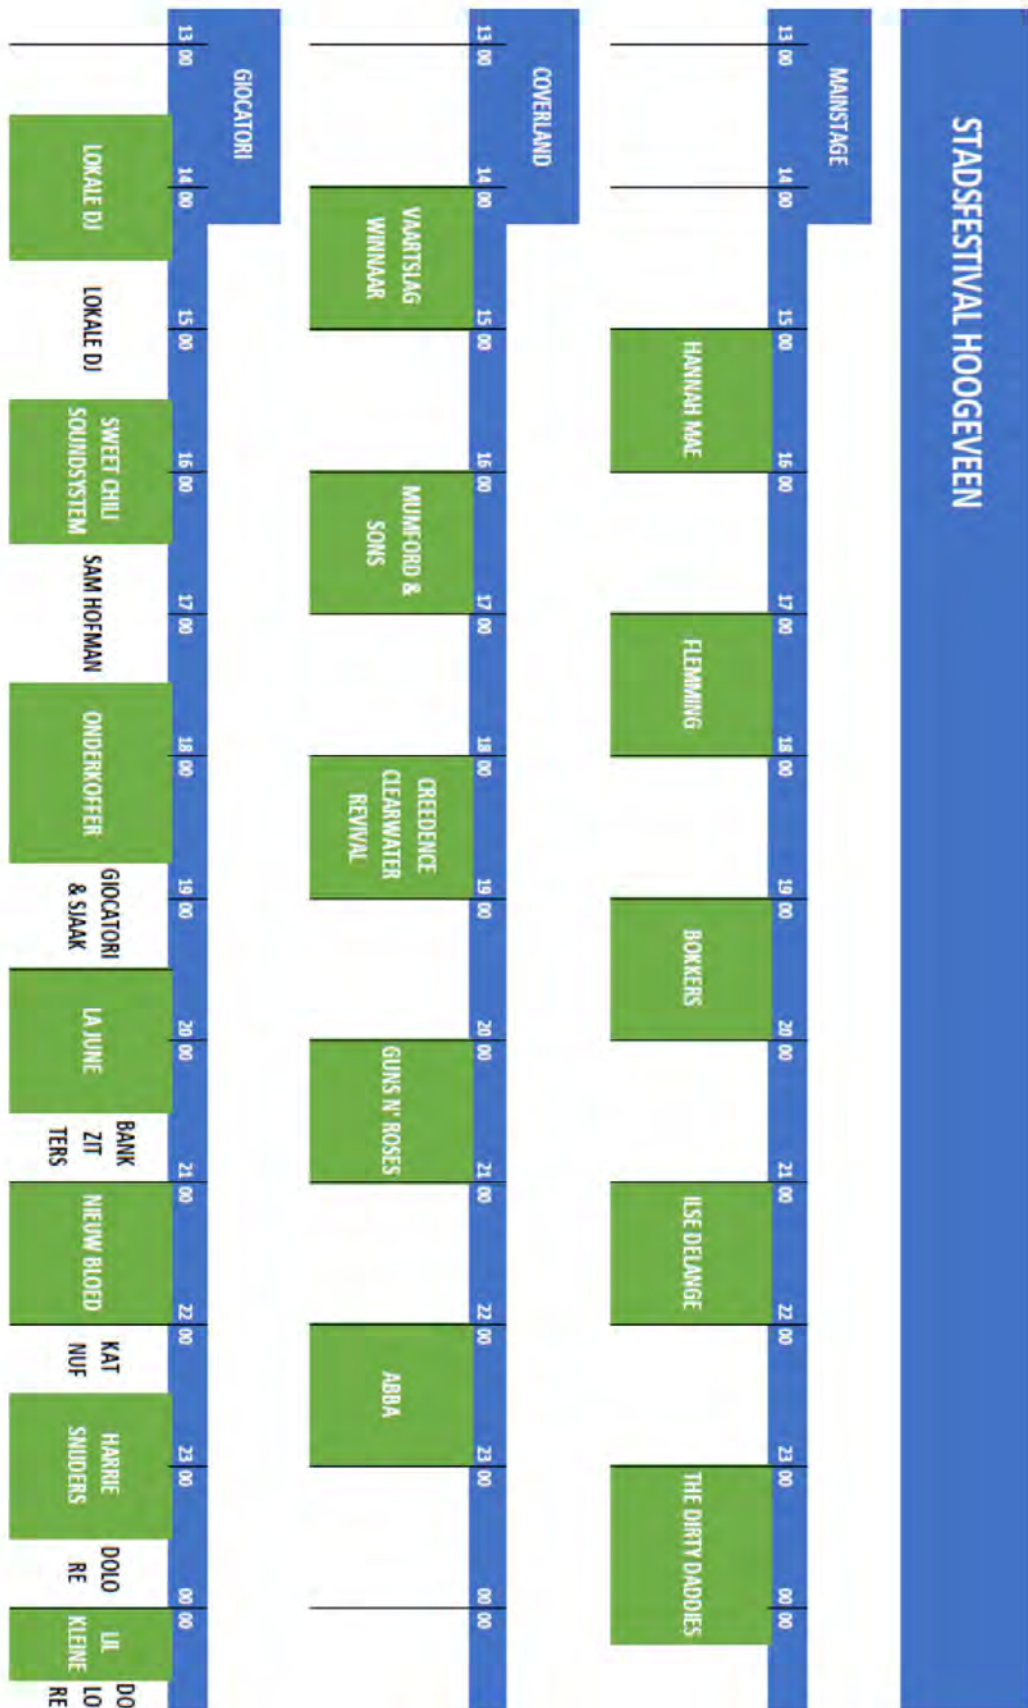 STADSFESTIVAL HOOGEVEEN
MAINSTAGE
13 00
14 00
15 00
16 00
17 00
18 00
19 00
20 00
21 00
22 00
23 00
00 00
HANNAH MAE
FLEMMING
BOKKERS
ILSE DELANGE
THE DIRTY DADDIES
COVERLAND
13 00
14 00
15 00
16 00
17 00
18 00
19 00
20 00
21 00
22 00
23 00
00 00
VAARTSLAG
WINNAAR
MUMFORD &
SONS
CREEDENCE
CLEARWATER
REVIVAL
GUNS N' ROSES
ABBA
GIOCATORI
13 00
14 00
15 00
16 00
17 00
18 00
19 00
20 00
21 00
22 00
23 00
00 00
LOKALE DJ
LOKALE DJ
SWEET CHILI
SOUNDSYSTEM
SAM HOFMAN
ONDERKOFFER
GIOCATORI
& SJAAK
LA JUNE
BANK
ZIT
TERS
NIEUW BLOED
KAT
NUF
HARRIE
SNIJDERS
DOLO
RE
LIL
KLEINE
DO
LO
RE